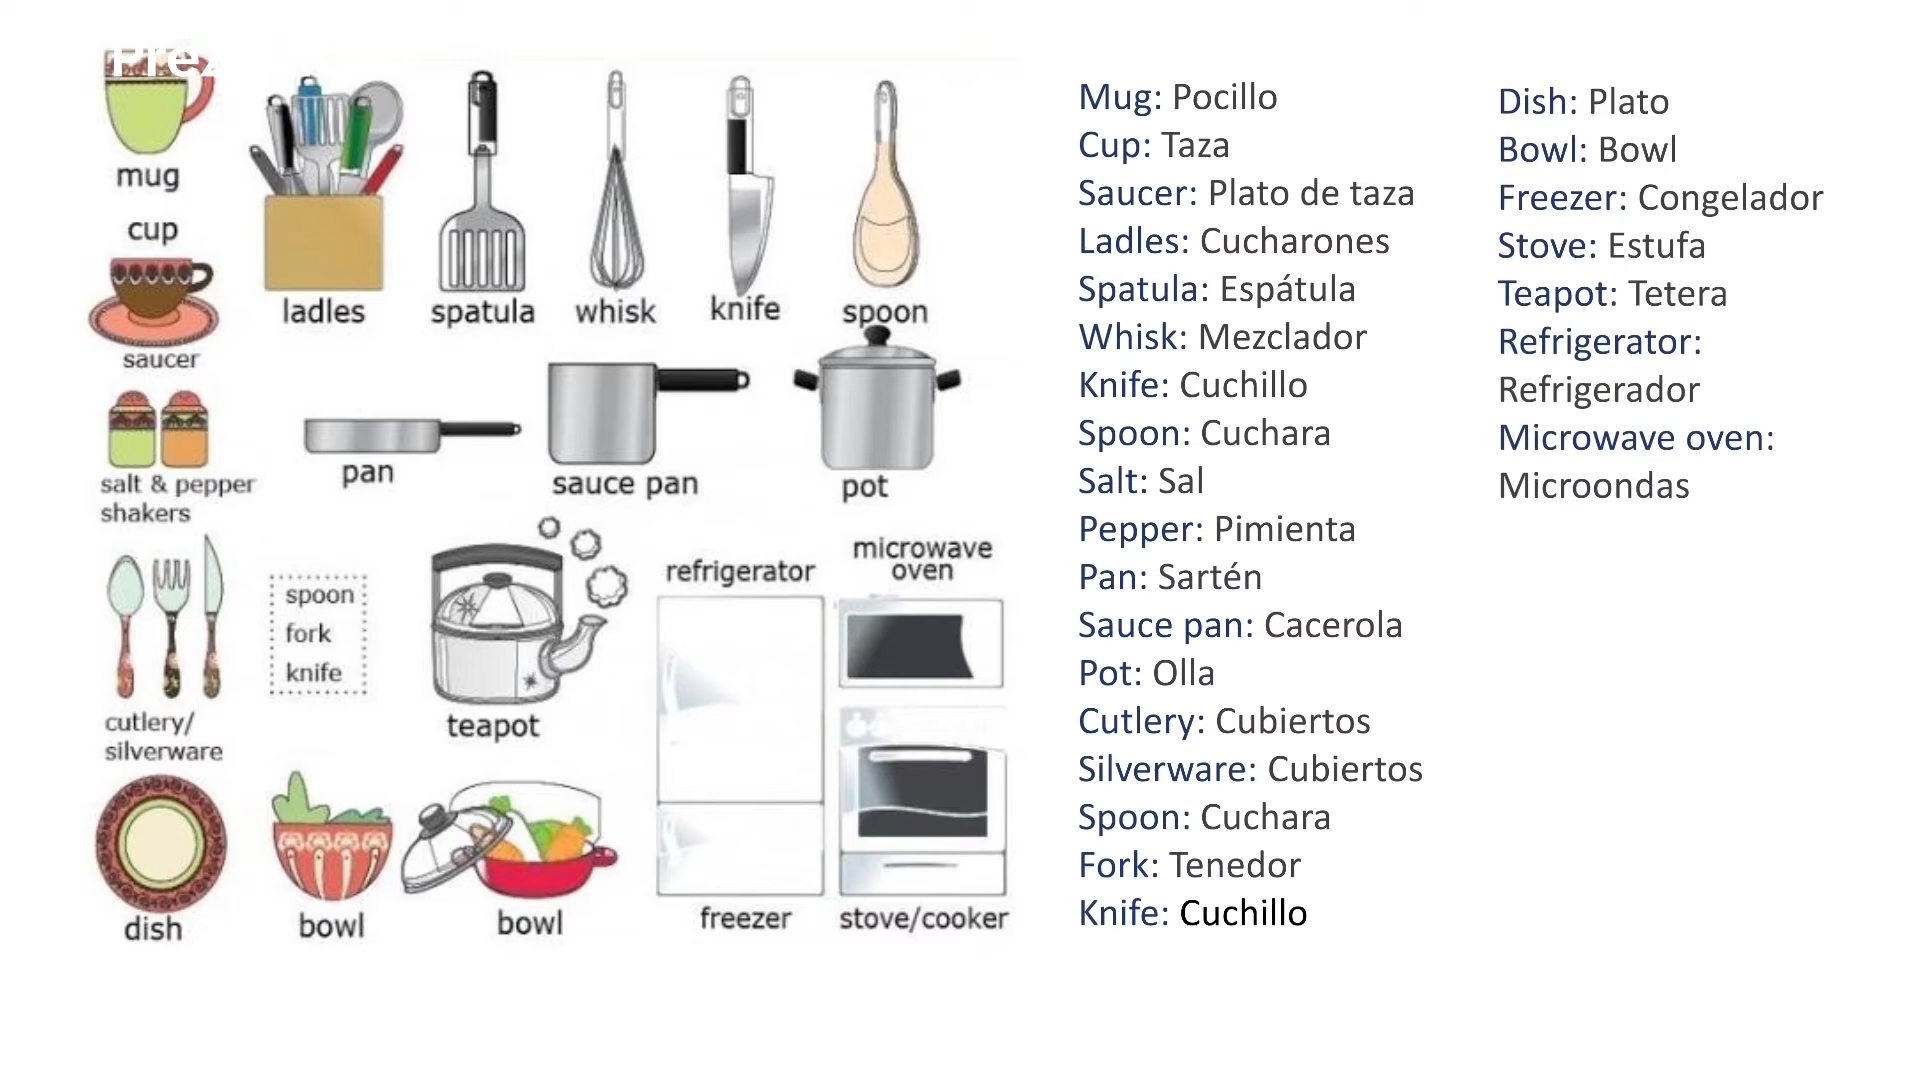 Prez
mug
cup
saucer
ladles
spatula
whisk
knife
spoon
salt & pepper
shakers
pan
sauce pan
pot
cutlery/
silverware
spoon
fork
knife
teapot
refrigerator
microwave
oven
dish
bowl
bowl
freezer
stove/cooker
Mug: Pocillo
Cup: Taza
Saucer: Plato de taza
Ladles: Cucharones
Spatula: Espátula
Whisk: Mezclador
Knife: Cuchillo
Spoon: Cuchara
Salt: Sal
Pepper: Pimienta
Pan: Sartén
Sauce pan: Cacerola
Pot: Olla
Cutlery: Cubiertos
Silverware: Cubiertos
Spoon: Cuchara
Fork: Tenedor
Knife: Cuchillo
Dish: Plato
Bowl: Bowl
Freezer: Congelador
Stove: Estufa
Teapot: Tetera
Refrigerator:
Refrigerador
Microwave oven:
Microondas